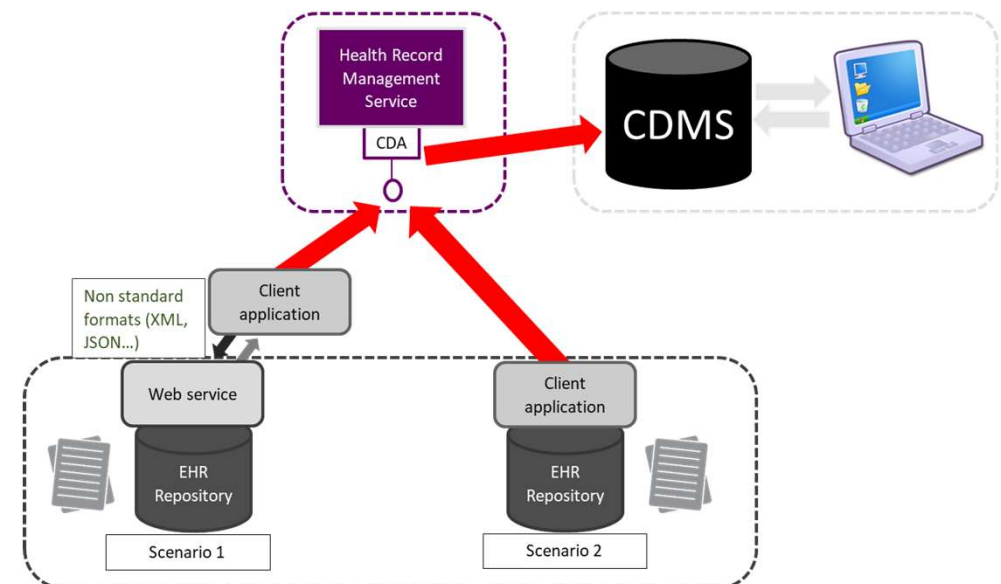 Health Record
Management
Service
CDA
CDMS
Non standard
formats (XML,
JSON...)
Client
application
Web service
EHR
Repository
Scenario 1
Client
application
EHR
Repository
Scenario 2